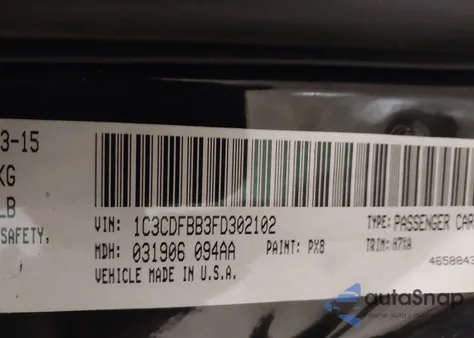 3-15
KG
LB
SAFETY,
VIN: 1C3CDFBB3FD302102
TYPE: PASSENGER CAR
MDH: 031906 094AA
PAINT: PX8
TRIM: H7XA
VEHICLE MADE IN U.S.A.
4658843
autoSnap